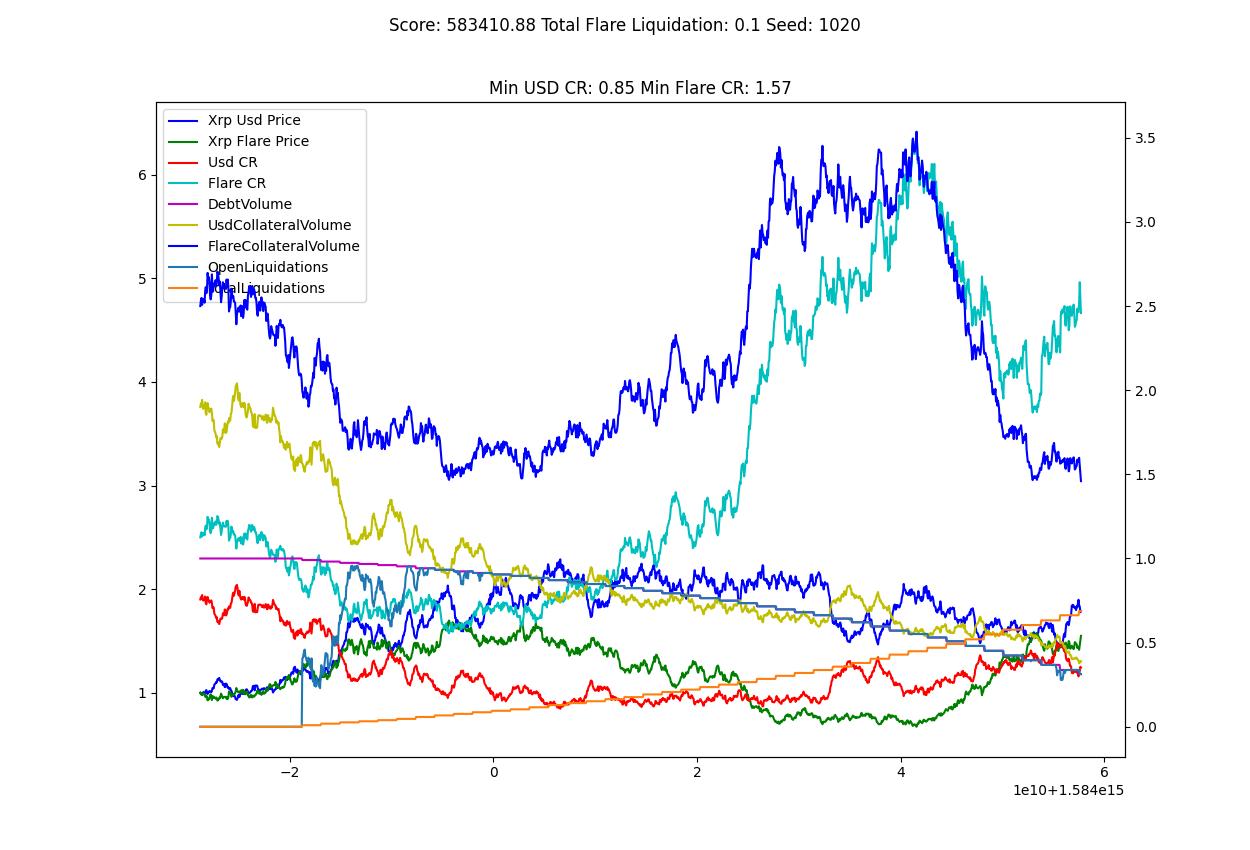 Score: 583410.88 Total Flare Liquidation: 0.1 Seed: 1020
Min USD CR: 0.85 Min Flare CR: 1.57
Xrp Usd Price
Xrp Flare Price
Usd CR
Flare CR
DebtVolume
UsdCollateralVolume
FlareCollateralVolume
OpenLiquidations
TotalLiquidations
6
5
4
3
2
1
3.5
3.0
2.5
2.0
1.5
1.0
0.5
0.0
−2
0
2
4
6
1e10+1.584e15